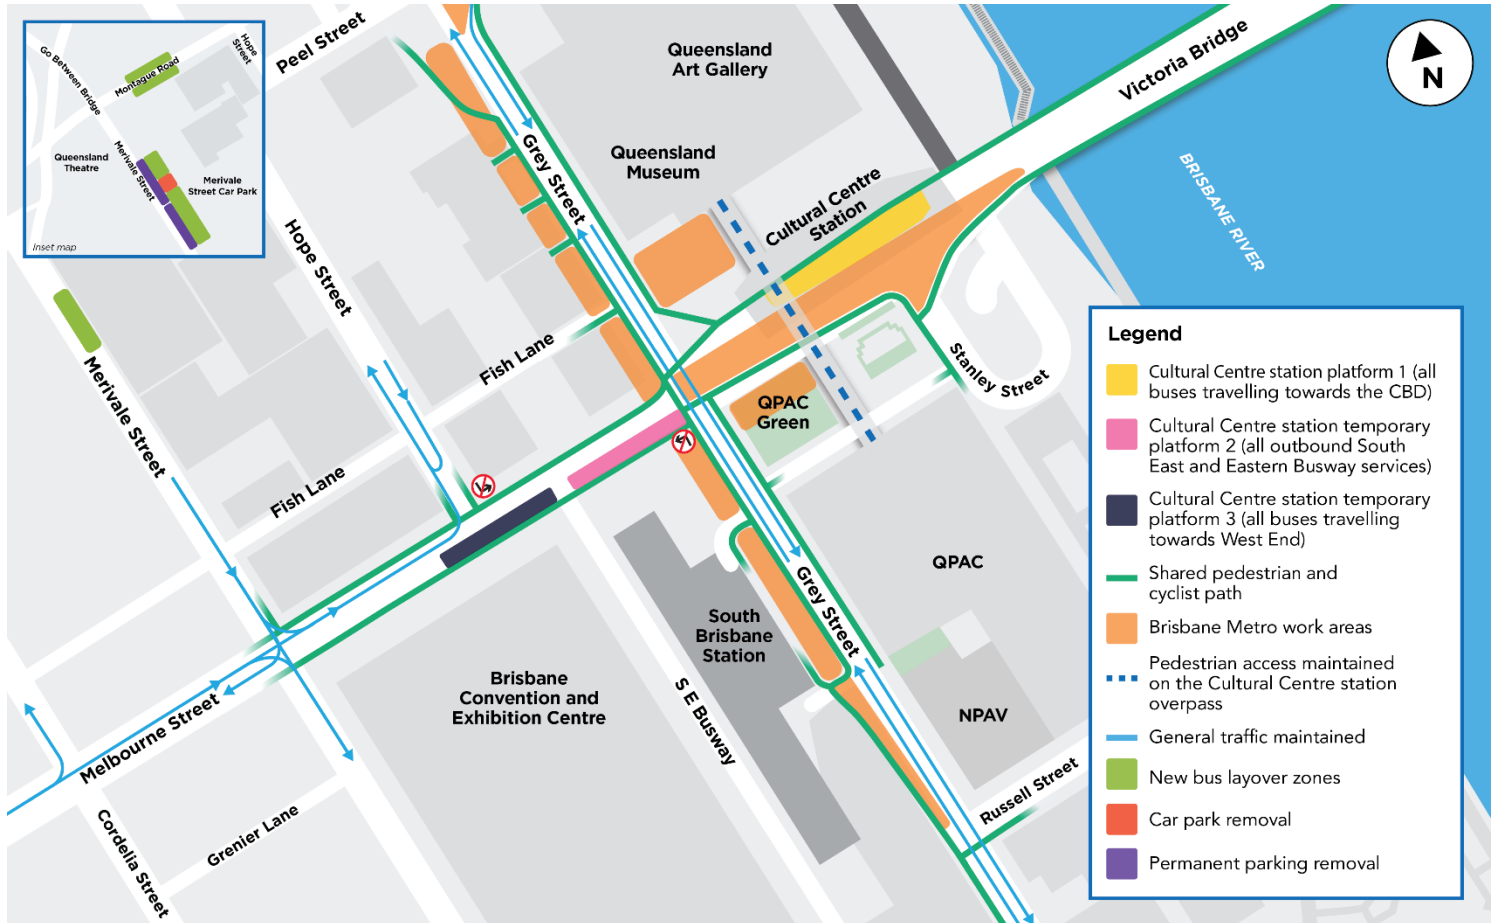 Go Between Bridge
Montague Road
Hope
Street
Queensland
Theatre
Merivale Street
Merivale
Street Car Park
Inset map
Peel Street
Queensland
Art Gallery
Victoria Bridge
N
Grey Street
Queensland
Museum
Cultural Centre
Station
BRISBANE RIVER
Hope Street
Fish Lane
Stanley Street
QPAC
Green
Merivale Street
Fish Lane
QPAC
Grey Street
South
Brisbane
Station
Brisbane
Convention and
Exhibition Centre
S E Busway
NPAV
Melbourne Street
Russell Street
Cordelia Street
Grenier Lane
Legend
Cultural Centre station platform 1 (all
buses travelling towards the CBD)
Cultural Centre station temporary
platform 2 (all outbound South
East and Eastern Busway services)
Cultural Centre station temporary
platform 3 (all buses travelling
towards West End)
Shared pedestrian and
cyclist path
Brisbane Metro work areas
Pedestrian access maintained
on the Cultural Centre station
overpass
General traffic maintained
New bus layover zones
Car park removal
Permanent parking removal